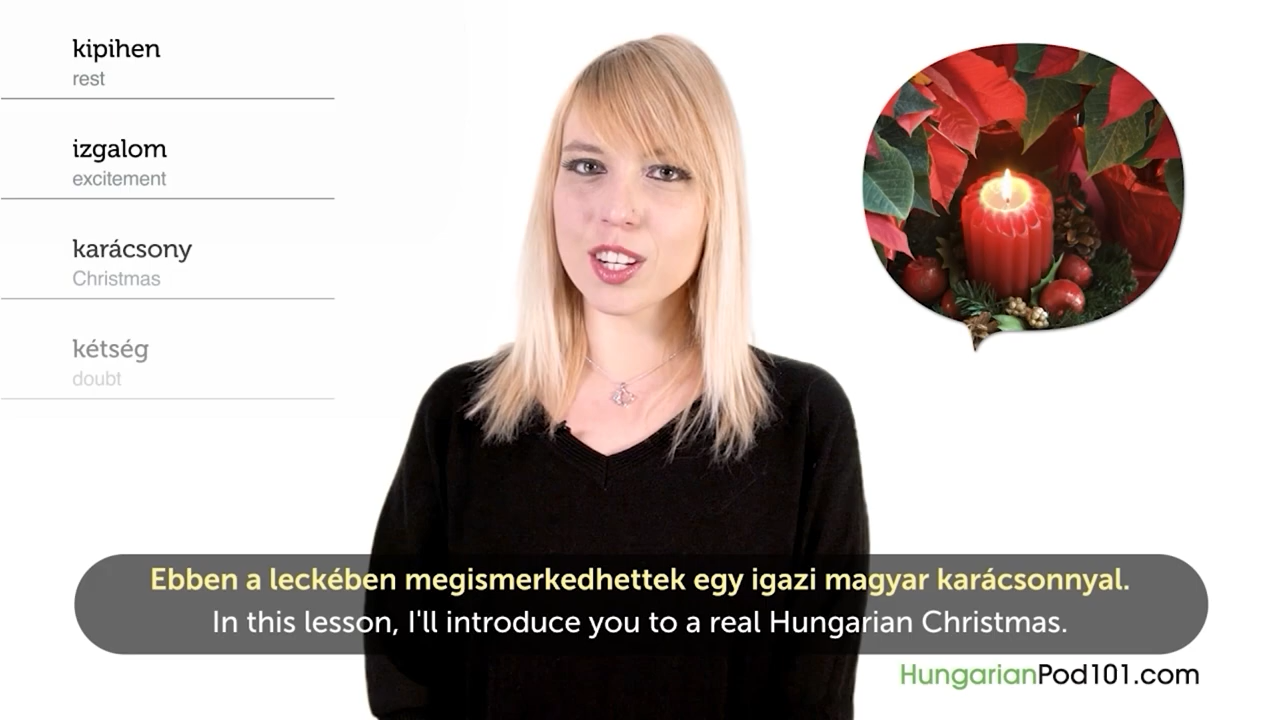 kipihen
rest
izgalom
excitement
karácsony
Christmas
kétség
doubt
Ebben a leckében megismerkedhettek egy igazi magyar karácsonnyal.
In this lesson, I'll introduce you to a real Hungarian Christmas.
HungarianPod101.com